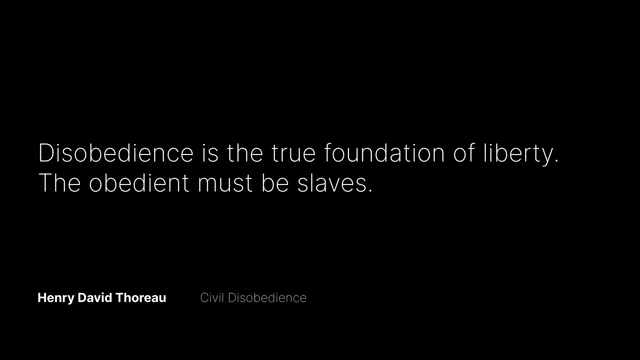 Disobedience is the true foundation of liberty.
The obedient must be slaves.
Henry David Thoreau Civil Disobedience